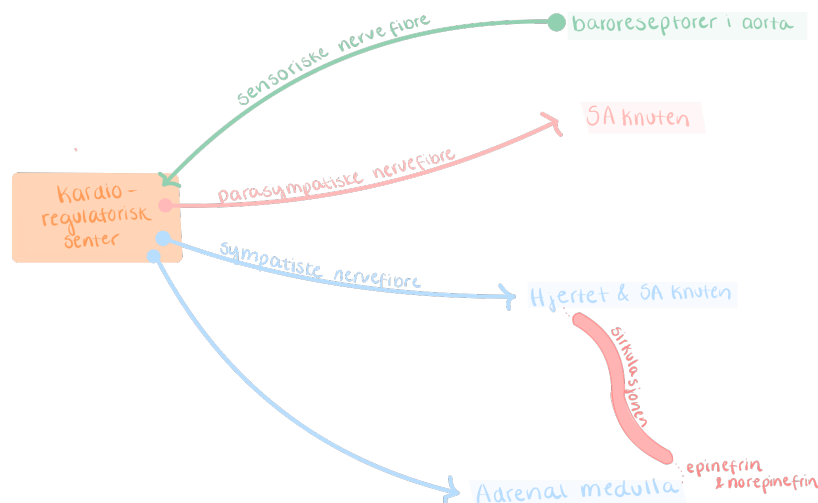 baroreseptorer i aorta
sensoriske nervefibre
SA Knuten
parasympatiske nervefibre
Kardio-
regulatorisk
senter
sympatiske nervefibre
Hjertet & SA Knuten
sirkulasjonen
epinefrin
& norepinefrin
Adrenal medulla